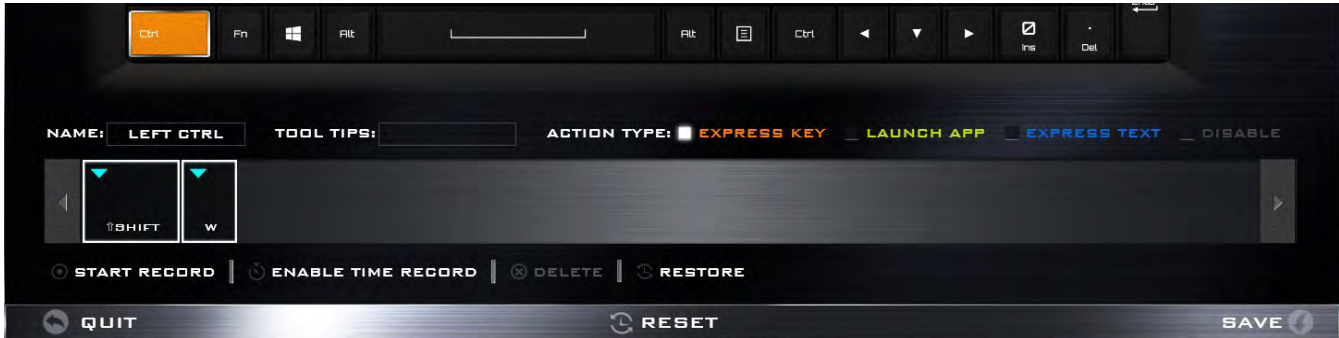 Ctrl Fn Alt Alt Ctrl Ins Del
NAME: LEFT CTRL TOOL TIPS: ACTION TYPE: EXPRESS KEY LAUNCH APP EXPRESS TEXT DISABLE
⇧SHIFT W
START RECORD ENABLE TIME RECORD DELETE RESTORE
QUIT RESET SAVE